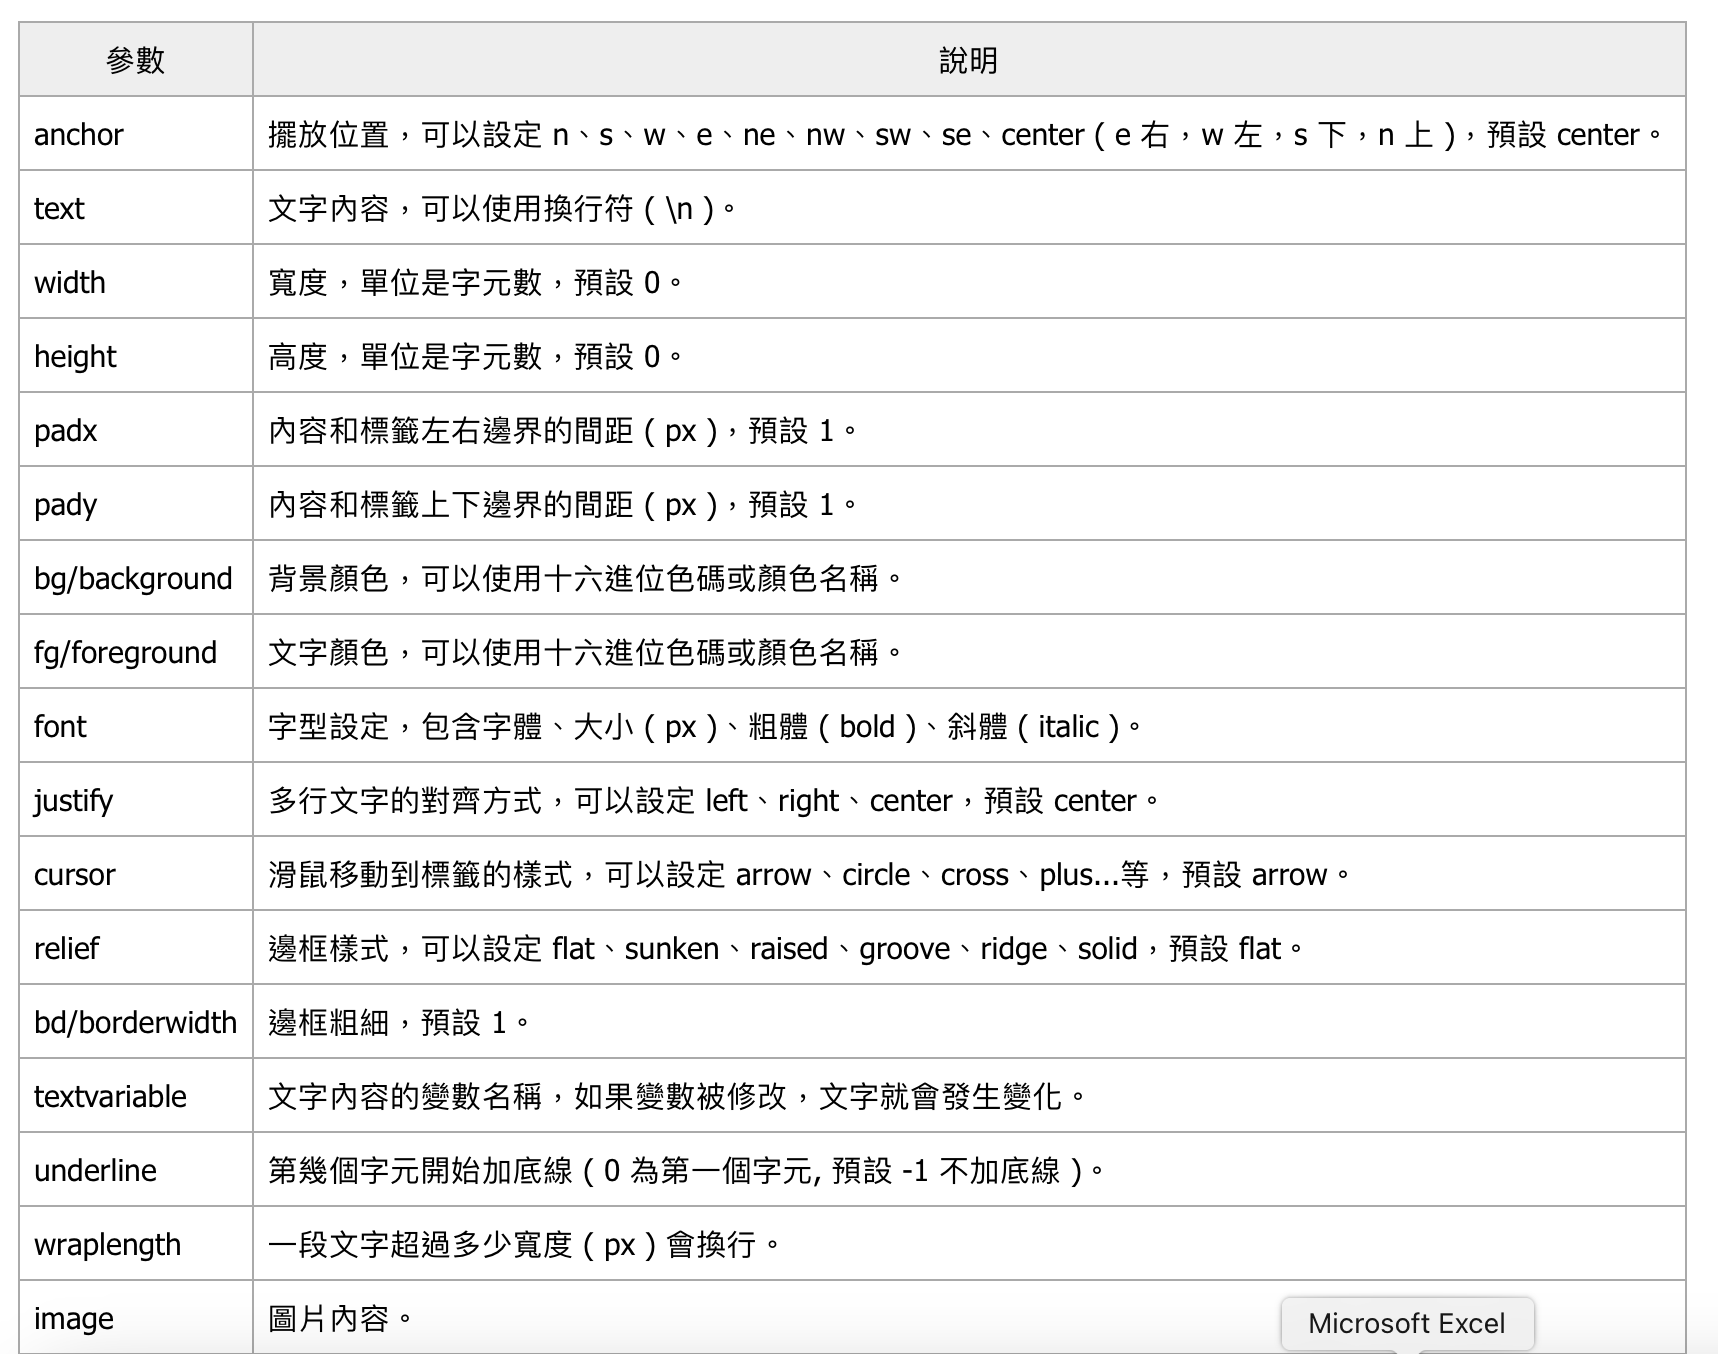 參數 說明
anchor 擺放位置，可以設定 n、s、w、e、ne、nw、sw、se、center ( e 右，w 左，s 下，n 上 )，預設 center。
text 文字內容，可以使用換行符 ( \n )。
width 寬度，單位是字元數，預設 0。
height 高度，單位是字元數，預設 0。
padx 內容和標籤左右邊界的間距 ( px )，預設 1。
pady 內容和標籤上下邊界的間距 ( px )，預設 1。
bg/background 背景顏色，可以使用十六進位色碼或顏色名稱。
fg/foreground 文字顏色，可以使用十六進位色碼或顏色名稱。
font 字型設定，包含字體、大小 ( px )、粗體 ( bold )、斜體 ( italic )。
justify 多行文字的對齊方式，可以設定 left、right、center，預設 center。
cursor 滑鼠移動到標籤的樣式，可以設定 arrow、circle、cross、plus...等，預設 arrow。
relief 邊框樣式，可以設定 flat、sunken、raised、groove、ridge、solid，預設 flat。
bd/borderwidth 邊框粗細，預設 1。
textvariable 文字內容的變數名稱，如果變數被修改，文字就會發生變化。
underline 第幾個字元開始加底線 ( 0 為第一個字元, 預設 -1 不加底線 )。
wraplength 一段文字超過多少寬度 ( px ) 會換行。
image 圖片內容。
Microsoft Excel